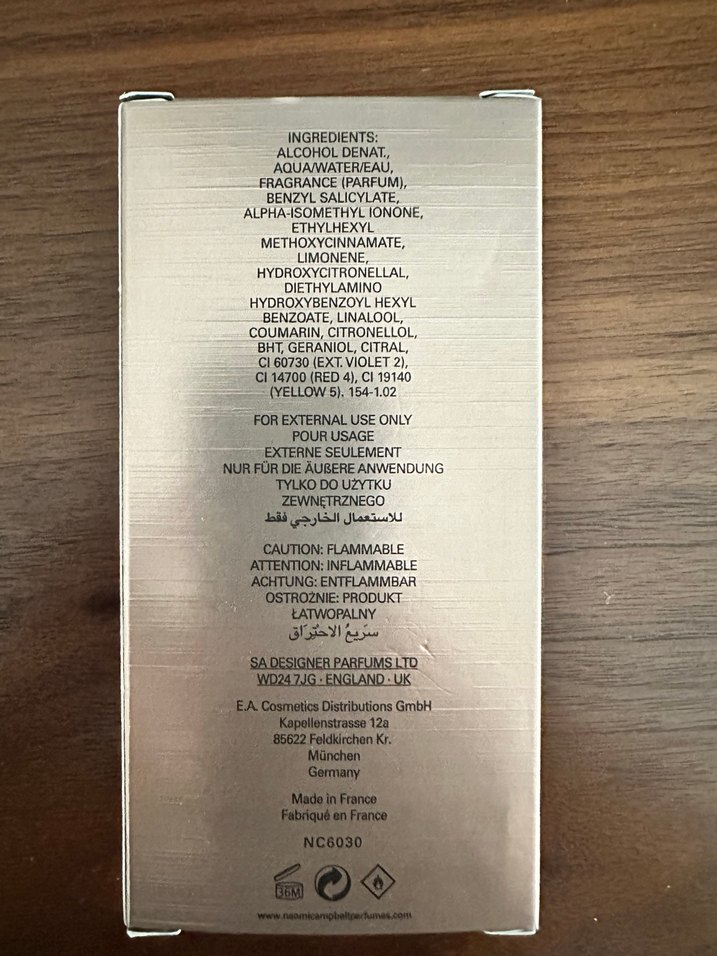 INGREDIENTS:
ALCOHOL DENAT.,
AQUA/WATER/EAU,
FRAGRANCE (PARFUM),
BENZYL SALICYLATE,
ALPHA-ISOMETHYL IONONE,
ETHYLHEXYL
METHOXYCINNAMATE,
LIMONENE,
HYDROXYCITRONELLAL,
DIETHYLAMINO
HYDROXYBENZOYL HEXYL
BENZOATE, LINALOOL,
COUMARIN, CITRONELLOL,
BHT, GERANIOL, CITRAL,
CI 60730 (EXT. VIOLET 2),
CI 14700 (RED 4), CI 19140
(YELLOW 5). 154-1.02
FOR EXTERNAL USE ONLY
POUR USAGE
EXTERNE SEULEMENT
NUR FÜR DIE ÄUßERE ANWENDUNG
TYLKO DO UŻYTKU
ZEWNĘTRZNEGO
للاستعمال الخارجي فقط
CAUTION: FLAMMABLE
ATTENTION: INFLAMMABLE
ACHTUNG: ENTFLAMMBAR
OSTROŻNIE: PRODUKT
ŁATWOPALNY
سَريعُ الاحتِراق
SA DESIGNER PARFUMS LTD
WD24 7JG · ENGLAND · UK
E.A. Cosmetics Distributions GmbH
Kapellenstrasse 12a
85622 Feldkirchen Kr.
München
Germany
Made in France
Fabriqué en France
NC6030
36M
www.naomicampbellparfumes.com